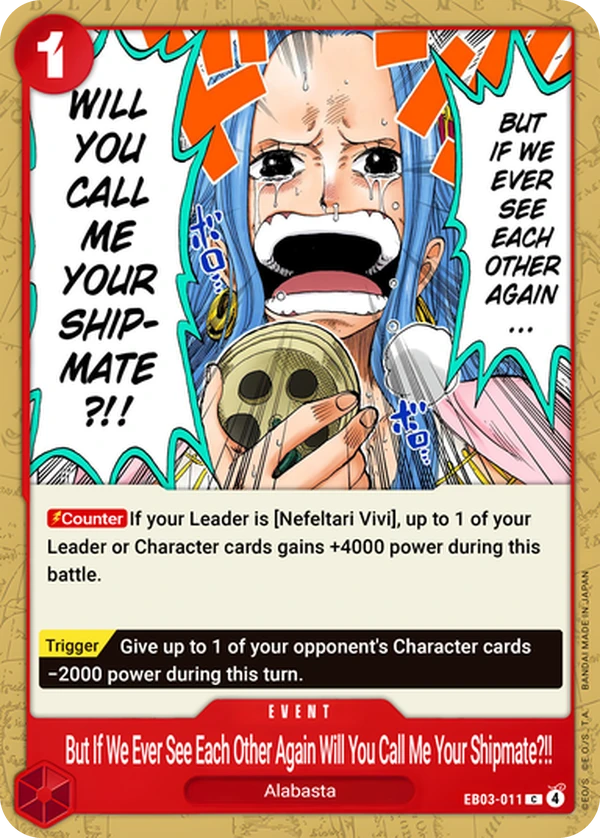 1
BUT
IF WE
EVER
SEE
EACH
OTHER
AGAIN
...
WILL
YOU
CALL
ME
YOUR
SHIP-
MATE
?!!
ボロ...
ボロ...
Counter If your Leader is [Nefeltari Vivi], up to 1 of your
Leader or Character cards gains +4000 power during this
battle.
Trigger Give up to 1 of your opponent's Character cards
−2000 power during this turn.
EVENT
But If We Ever See Each Other Again Will You Call Me Your Shipmate?!!
Alabasta
EB03-011 C 4
©E.O/S. ©E.O./S.,T.A. BANDAI MADE IN JAPAN